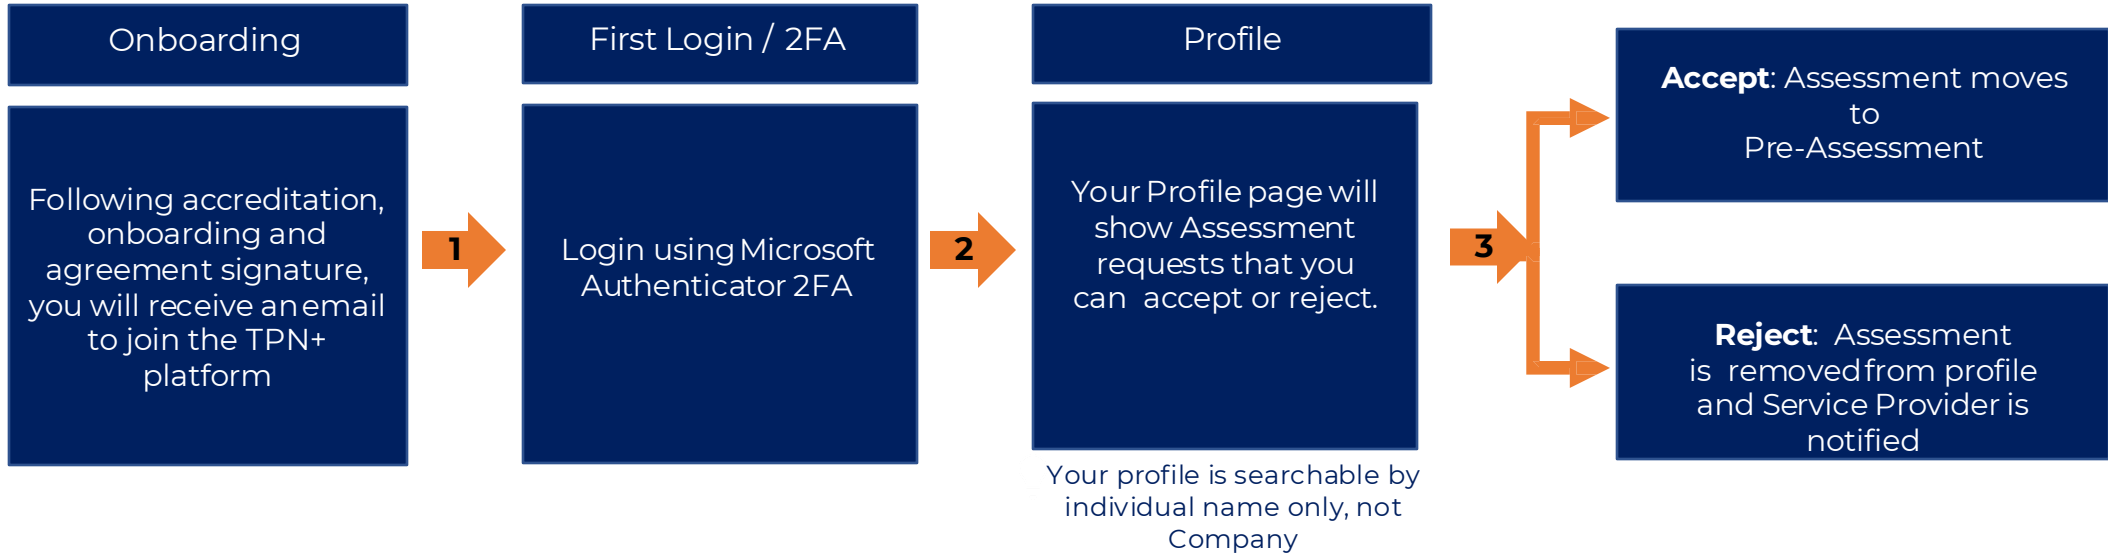 Onboarding
Following accreditation,
onboarding and
agreement signature,
you will receive an email
to join the TPN+
platform
1
First Login / 2FA
Login using Microsoft
Authenticator 2FA
2
Profile
Your Profile page will
show Assessment
requests that you
can accept or reject.
Your profile is searchable by
individual name only, not
Company
3
Accept: Assessment moves
to
Pre-Assessment
Reject: Assessment
is removed from profile
and Service Provider is
notified